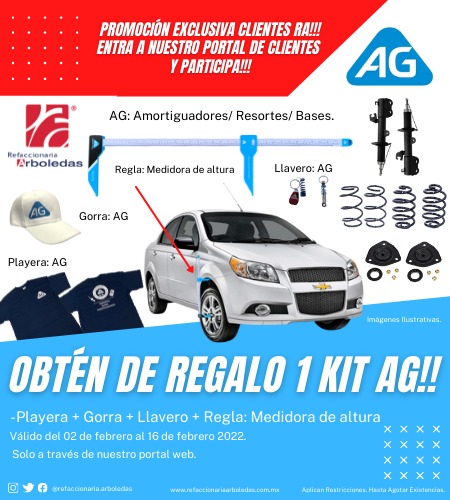 PROMOCIÓN EXCLUSIVA CLIENTES RA!!!
ENTRA A NUESTRO PORTAL DE CLIENTES
Y PARTICIPA!!!
AG
AG: Amortiguadores/ Resortes/ Bases.
Refaccionaria
Arboledas
Regla: Medidora de altura
Llavero: AG
AG
Gorra: AG
Playera: AG
Imágenes Ilustrativas.
OBTÉN DE REGALO 1 KIT AG!!
-Playera + Gorra + Llavero + Regla: Medidora de altura
Válido del 02 de febrero al 16 de febrero 2022.
Solo a través de nuestro portal web.
@refaccionaria.arboledas
www.refaccionariaarboledas.com.mx
Aplican Restricciones. Hasta Agotar Existencias.